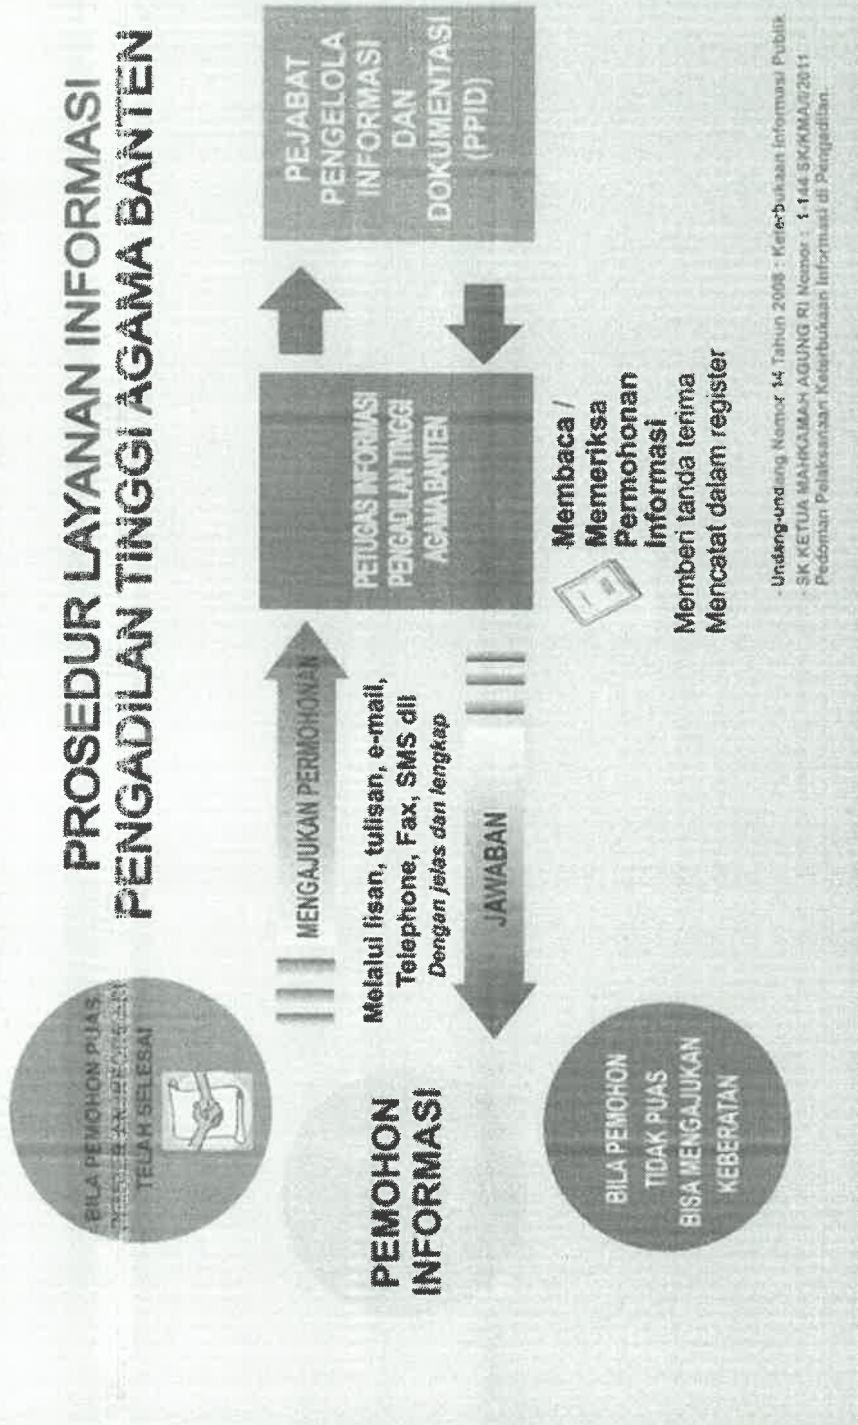 PROSEDUR LAYANAN INFORMASI
PENGADILAN TINGGI AGAMA BANTEN
BILA PEMOHON PUAS
TELAH SELESAI
PEMOHON
INFORMASI
MENGAJUKAN PERMOHONAN
Melalui lisan, tulisan, e-mail,
Telephone, Fax, SMS dll
Dengan jelas dan lengkap
JAWABAN
BILA PEMOHON
TIDAK PUAS
BISA MENGAJUKAN
KEBERATAN
PETUGAS INFORMASI
PENGADILAN TINGGI
AGAMA BANTEN
PEJABAT
PENGELOLA
INFORMASI
DAN
DOKUMENTASI
(PPID)
Membaca /
Memeriksa
Permohonan
Informasi
Memberi tanda terima
Mencatat dalam register
- Undang-undang Nomor 14 Tahun 2008 : Keterbukaan Informasi Publik
- SK KETUA MAHKAMAH AGUNG RI Nomor : 1-144 SK/KMA/I/2011
Pedoman Pelaksanaan Keterbukaan Informasi di Pengadilan.